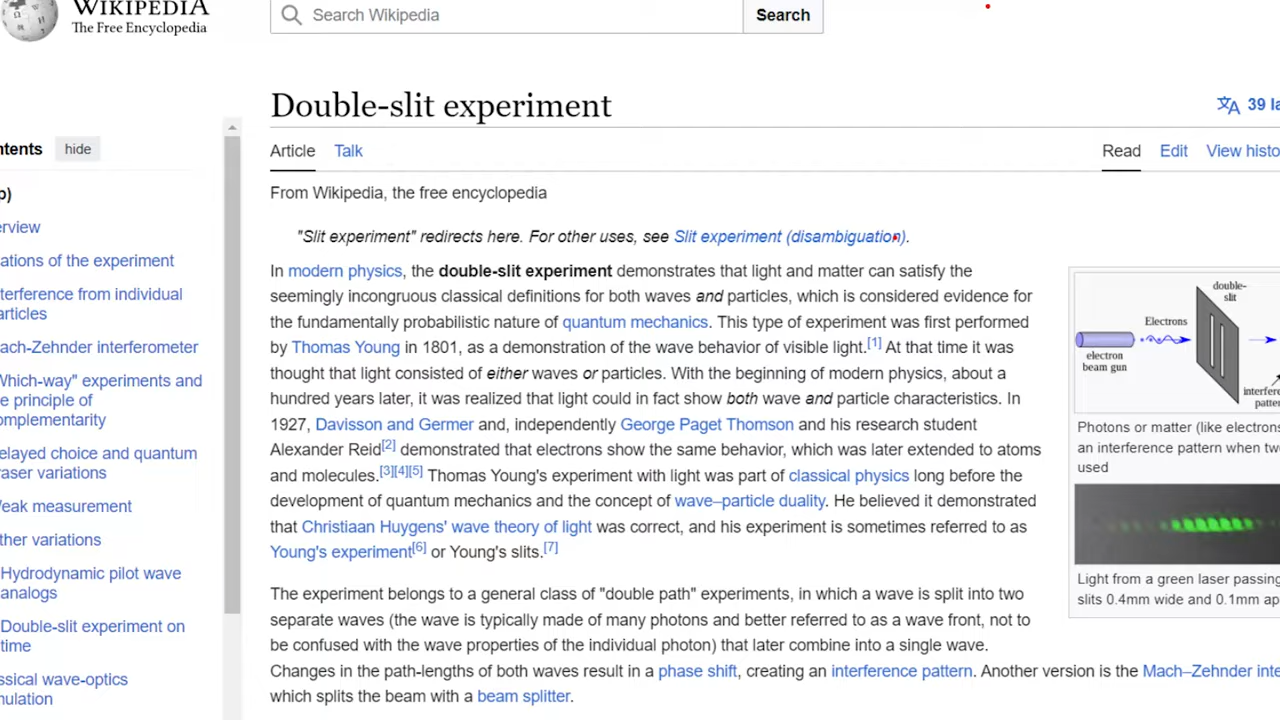 WIKIPEDIA
The Free Encyclopedia
Search Wikipedia
Search
Double-slit experiment
39 la
Article Talk
Read Edit View histo
From Wikipedia, the free encyclopedia
"Slit experiment" redirects here. For other uses, see Slit experiment (disambiguation).
In modern physics, the double-slit experiment demonstrates that light and matter can satisfy the
seemingly incongruous classical definitions for both waves and particles, which is considered evidence for
the fundamentally probabilistic nature of quantum mechanics. This type of experiment was first performed
by Thomas Young in 1801, as a demonstration of the wave behavior of visible light.[1] At that time it was
thought that light consisted of either waves or particles. With the beginning of modern physics, about a
hundred years later, it was realized that light could in fact show both wave and particle characteristics. In
1927, Davisson and Germer and, independently George Paget Thomson and his research student
Alexander Reid[2] demonstrated that electrons show the same behavior, which was later extended to atoms
and molecules.[3][4][5] Thomas Young's experiment with light was part of classical physics long before the
development of quantum mechanics and the concept of wave–particle duality. He believed it demonstrated
that Christiaan Huygens' wave theory of light was correct, and his experiment is sometimes referred to as
Young's experiment[6] or Young's slits.[7]
The experiment belongs to a general class of "double path" experiments, in which a wave is split into two
separate waves (the wave is typically made of many photons and better referred to as a wave front, not to
be confused with the wave properties of the individual photon) that later combine into a single wave.
Changes in the path-lengths of both waves result in a phase shift, creating an interference pattern. Another version is the Mach–Zehnder inte
which splits the beam with a beam splitter.
ntents hide
p)
erview
ations of the experiment
terference from individual
articles
ach-Zehnder interferometer
Which-way" experiments and
e principle of
omplementarity
elayed choice and quantum
raser variations
eak measurement
ther variations
Hydrodynamic pilot wave
analogs
Double-slit experiment on
time
ssical wave-optics
mulation
double-
slit
Electrons
electron
beam gun
interfere
patter
Photons or matter (like electrons
an interference pattern when two
used
Light from a green laser passing
slits 0.4mm wide and 0.1mm ap